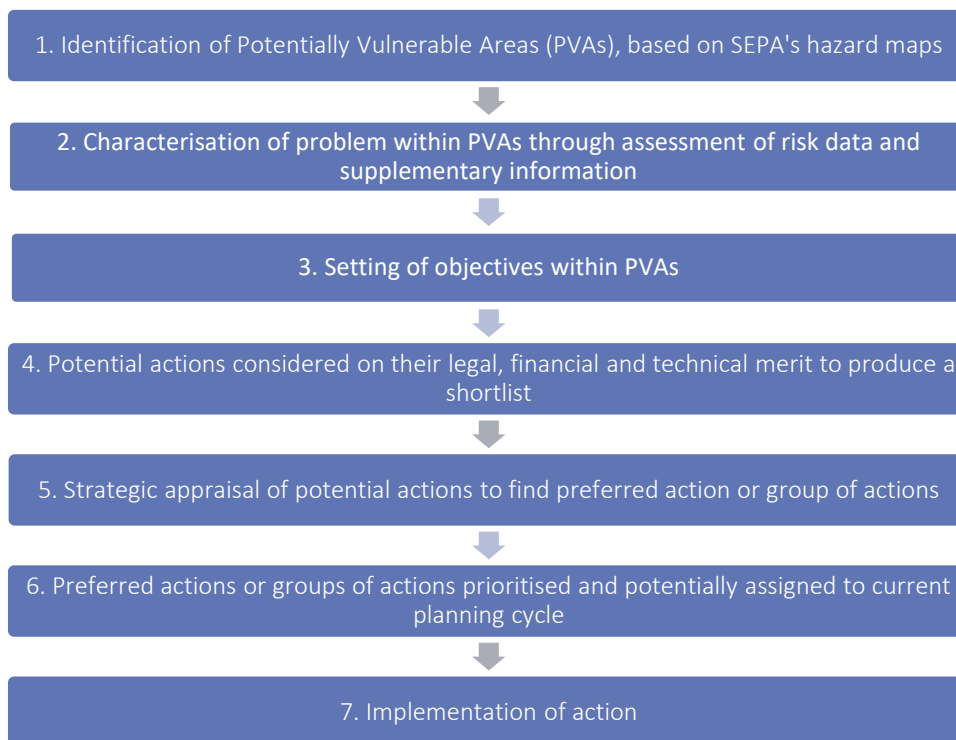 1. Identification of Potentially Vulnerable Areas (PVAs), based on SEPA's hazard maps
2. Characterisation of problem within PVAs through assessment of risk data and
supplementary information
3. Setting of objectives within PVAs
4. Potential actions considered on their legal, financial and technical merit to produce a
shortlist
5. Strategic appraisal of potential actions to find preferred action or group of actions
6. Preferred actions or groups of actions prioritised and potentially assigned to current
planning cycle
7. Implementation of action